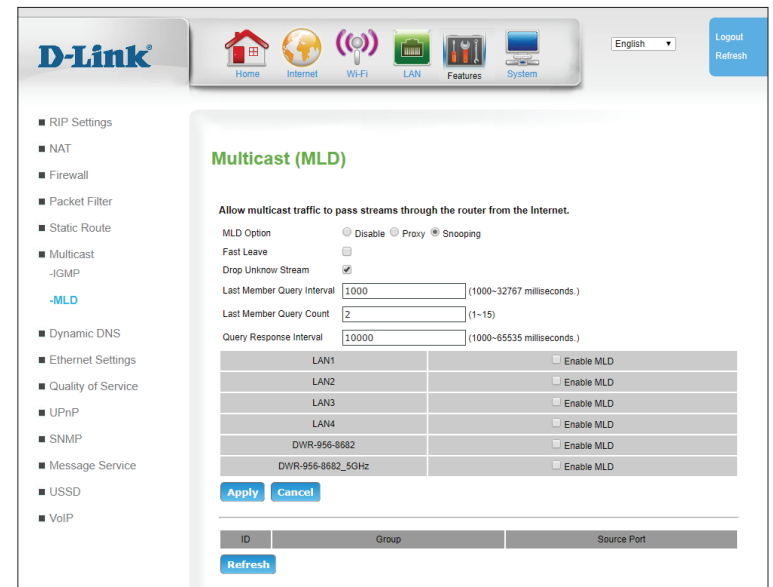 D-Link®
Home Internet Wi-Fi LAN Features System
English
Logout
Refresh
RIP Settings
NAT
Firewall
Packet Filter
Static Route
Multicast
-IGMP
-MLD
Dynamic DNS
Ethernet Settings
Quality of Service
UPnP
SNMP
Message Service
USSD
VoIP
Multicast (MLD)
Allow multicast traffic to pass streams through the router from the Internet.
MLD Option Disable Proxy Snooping
Fast Leave
Drop Unknow Stream
Last Member Query Interval 1000 (1000~32767 milliseconds.)
Last Member Query Count 2 (1~15)
Query Response Interval 10000 (1000~65535 milliseconds.)
LAN1 Enable MLD
LAN2 Enable MLD
LAN3 Enable MLD
LAN4 Enable MLD
DWR-956-8682 Enable MLD
DWR-956-8682_5GHz Enable MLD
Apply Cancel
ID Group Source Port
Refresh